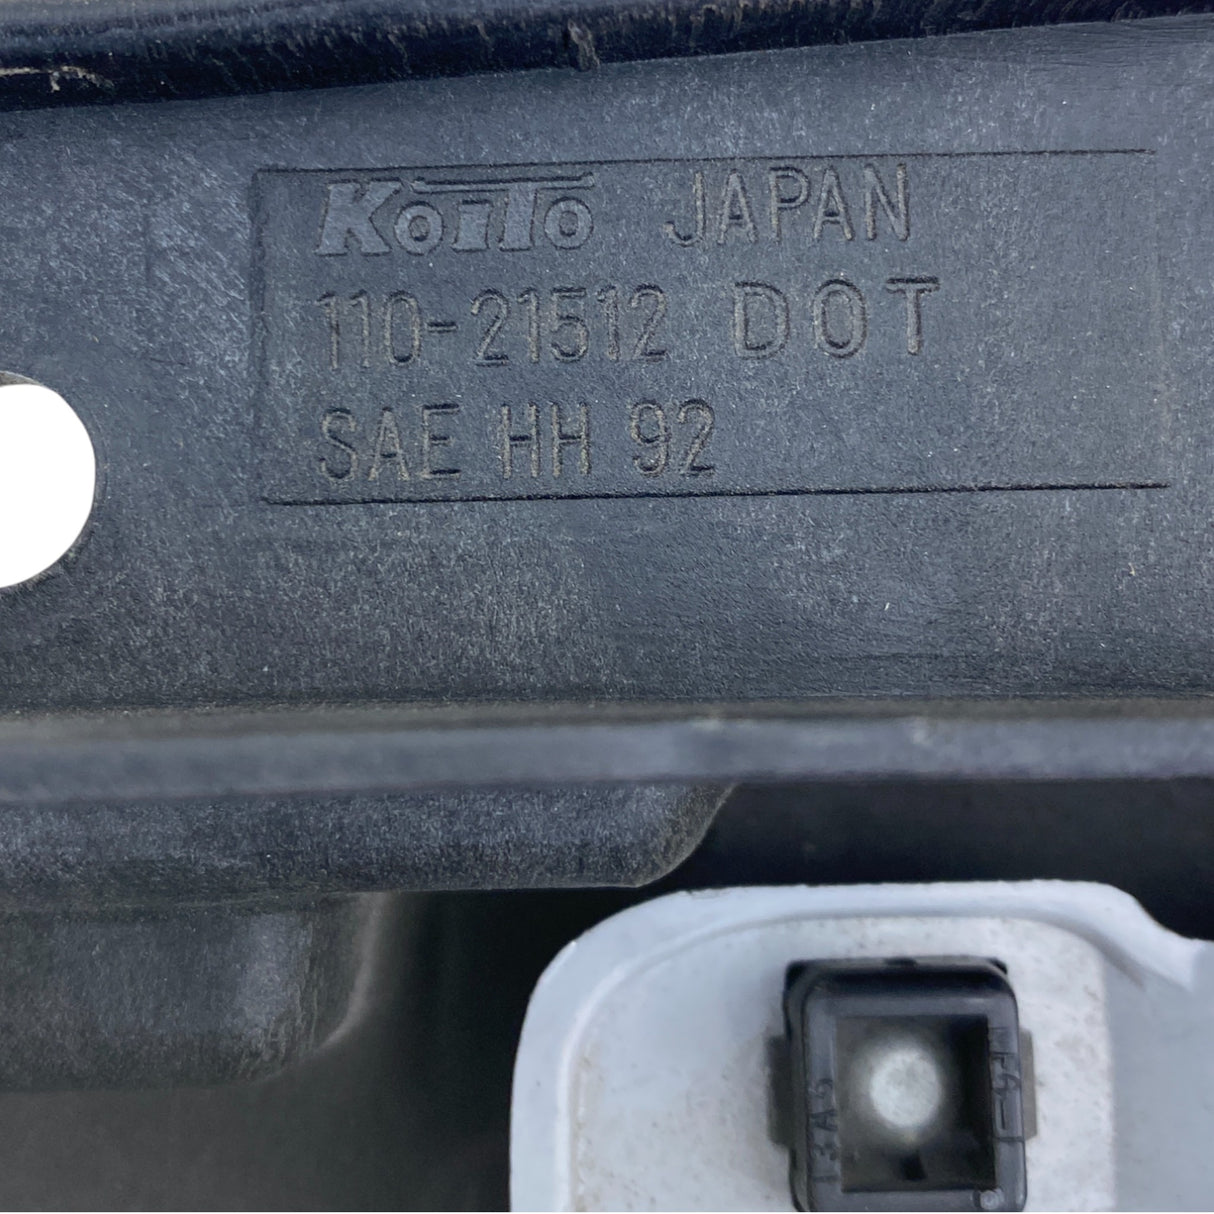 KOITO JAPAN
110-21512 DOT
SAE HH 92